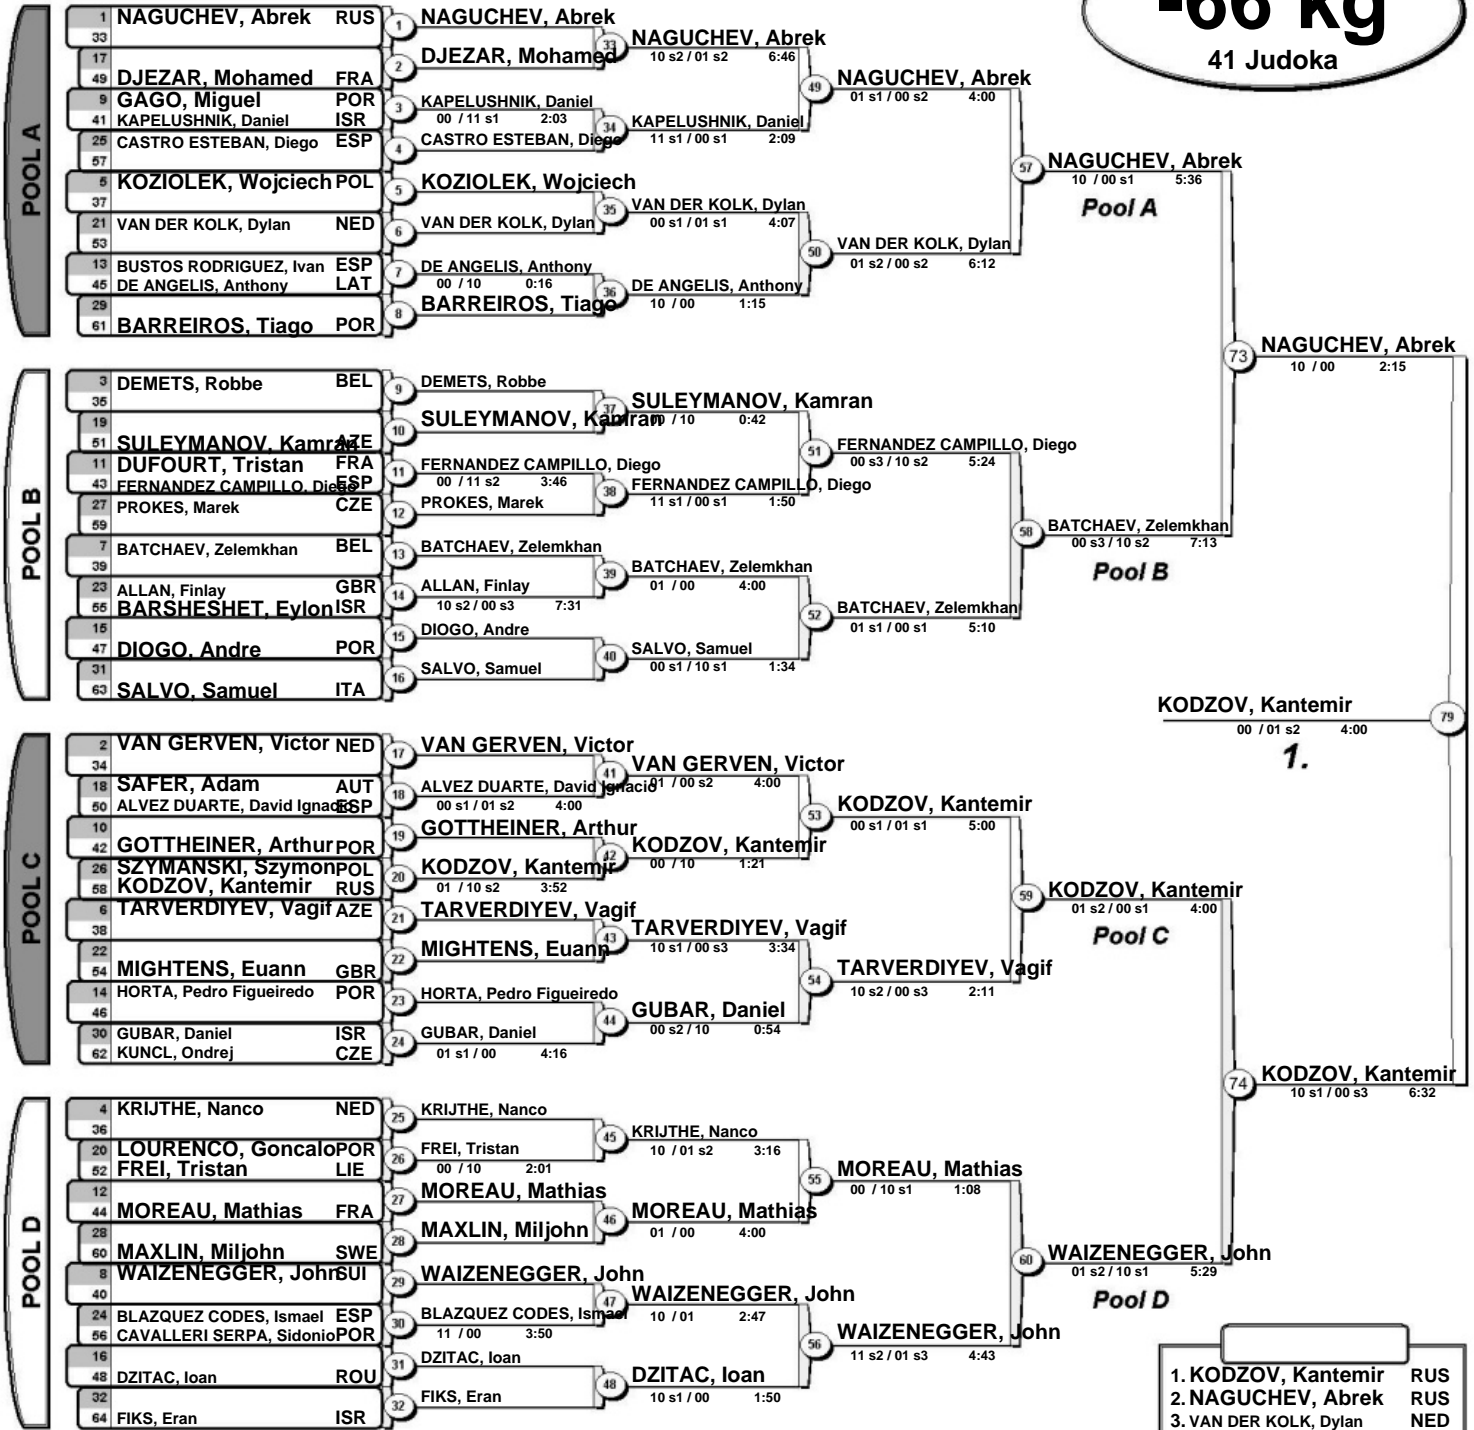 -66 kg
41 Judoka
POOL A
1 NAGUCHEV, Abrek RUS
33
17
49 DJEZAR, Mohamed FRA
9 GAGO, Miguel POR
41 KAPELUSHNIK, Daniel ISR
25 CASTRO ESTEBAN, Diego ESP
57
5 KOZIOLEK, Wojciech POL
37
21 VAN DER KOLK, Dylan NED
53
13 BUSTOS RODRIGUEZ, Ivan ESP
45 DE ANGELIS, Anthony LAT
29
61 BARREIROS, Tiago POR
1 NAGUCHEV, Abrek
2 DJEZAR, Mohamed
3 KAPELUSHNIK, Daniel
00 / 11 s1 2:03
4 CASTRO ESTEBAN, Diego
5 KOZIOLEK, Wojciech
6 VAN DER KOLK, Dylan
7 DE ANGELIS, Anthony
00 / 10 0:16
8 BARREIROS, Tiago
33 NAGUCHEV, Abrek
10 s2 / 01 s2 6:46
34 KAPELUSHNIK, Daniel
11 s1 / 00 s1 2:09
35 VAN DER KOLK, Dylan
00 s1 / 01 s1 4:07
36 DE ANGELIS, Anthony
10 / 00 1:15
49 NAGUCHEV, Abrek
01 s1 / 00 s2 4:00
50 VAN DER KOLK, Dylan
01 s2 / 00 s2 6:12
57 NAGUCHEV, Abrek
10 / 00 s1 5:36
Pool A
POOL B
3 DEMETS, Robbe BEL
35
19
51 SULEYMANOV, Kamran AZE
11 DUFOURT, Tristan FRA
43 FERNANDEZ CAMPILLO, Diego ESP
27 PROKES, Marek CZE
59
7 BATCHAEV, Zelemkhan BEL
39
23 ALLAN, Finlay GBR
55 BARSHESHET, Eylon ISR
15
47 DIOGO, Andre POR
31
63 SALVO, Samuel ITA
9 DEMETS, Robbe
10 SULEYMANOV, Kamran
11 FERNANDEZ CAMPILLO, Diego
00 / 11 s2 3:46
12 PROKES, Marek
13 BATCHAEV, Zelemkhan
14 ALLAN, Finlay
10 s2 / 00 s3 7:31
15 DIOGO, Andre
16 SALVO, Samuel
37 SULEYMANOV, Kamran
00 / 10 0:42
38 FERNANDEZ CAMPILLO, Diego
11 s1 / 00 s1 1:50
39 BATCHAEV, Zelemkhan
01 / 00 4:00
40 SALVO, Samuel
00 s1 / 10 s1 1:34
51 FERNANDEZ CAMPILLO, Diego
00 s3 / 10 s2 5:24
52 BATCHAEV, Zelemkhan
01 s1 / 00 s1 5:10
58 BATCHAEV, Zelemkhan
00 s3 / 10 s2 7:13
Pool B
73 NAGUCHEV, Abrek
10 / 00 2:15
KODZOV, Kantemir 79
00 / 01 s2 4:00
1.
POOL C
2 VAN GERVEN, Victor NED
34
18 SAFER, Adam AUT
50 ALVEZ DUARTE, David Ignacio ESP
10
42 GOTTHEINER, Arthur POR
26 SZYMANSKI, Szymon POL
58 KODZOV, Kantemir RUS
6 TARVERDIYEV, Vagif AZE
38
22
54 MIGHTENS, Euann GBR
14 HORTA, Pedro Figueiredo POR
46
30 GUBAR, Daniel ISR
62 KUNCL, Ondrej CZE
17 VAN GERVEN, Victor
18 ALVEZ DUARTE, David Ignacio
00 s1 / 01 s2 4:00
19 GOTTHEINER, Arthur
20 KODZOV, Kantemir
01 / 10 s2 3:52
21 TARVERDIYEV, Vagif
22 MIGHTENS, Euann
23 HORTA, Pedro Figueiredo
24 GUBAR, Daniel
01 s1 / 00 4:16
41 VAN GERVEN, Victor
01 / 00 s2 4:00
42 KODZOV, Kantemir
00 / 10 1:21
43 TARVERDIYEV, Vagif
10 s1 / 00 s3 3:34
44 GUBAR, Daniel
00 s2 / 10 0:54
53 KODZOV, Kantemir
00 s1 / 01 s1 5:00
54 TARVERDIYEV, Vagif
10 s2 / 00 s3 2:11
59 KODZOV, Kantemir
01 s2 / 00 s1 4:00
Pool C
POOL D
4 KRIJTHE, Nanco NED
36
20 LOURENCO, Goncalo POR
52 FREI, Tristan LIE
12
44 MOREAU, Mathias FRA
28
60 MAXLIN, Miljohn SWE
8 WAIZENEGGER, John SUI
40
24 BLAZQUEZ CODES, Ismael ESP
56 CAVALLERI SERPA, Sidonio POR
16
48 DZITAC, Ioan ROU
32
64 FIKS, Eran ISR
25 KRIJTHE, Nanco
26 FREI, Tristan
00 / 10 2:01
27 MOREAU, Mathias
28 MAXLIN, Miljohn
29 WAIZENEGGER, John
30 BLAZQUEZ CODES, Ismael
11 / 00 3:50
31 DZITAC, Ioan
32 FIKS, Eran
45 KRIJTHE, Nanco
10 / 01 s2 3:16
46 MOREAU, Mathias
01 / 00 4:00
47 WAIZENEGGER, John
10 / 01 2:47
48 DZITAC, Ioan
10 s1 / 00 1:50
55 MOREAU, Mathias
00 / 10 s1 1:08
56 WAIZENEGGER, John
11 s2 / 01 s3 4:43
60 WAIZENEGGER, John
01 s2 / 10 s1 5:29
Pool D
74 KODZOV, Kantemir
10 s1 / 00 s3 6:32
1. KODZOV, Kantemir RUS
2. NAGUCHEV, Abrek RUS
3. VAN DER KOLK, Dylan NED